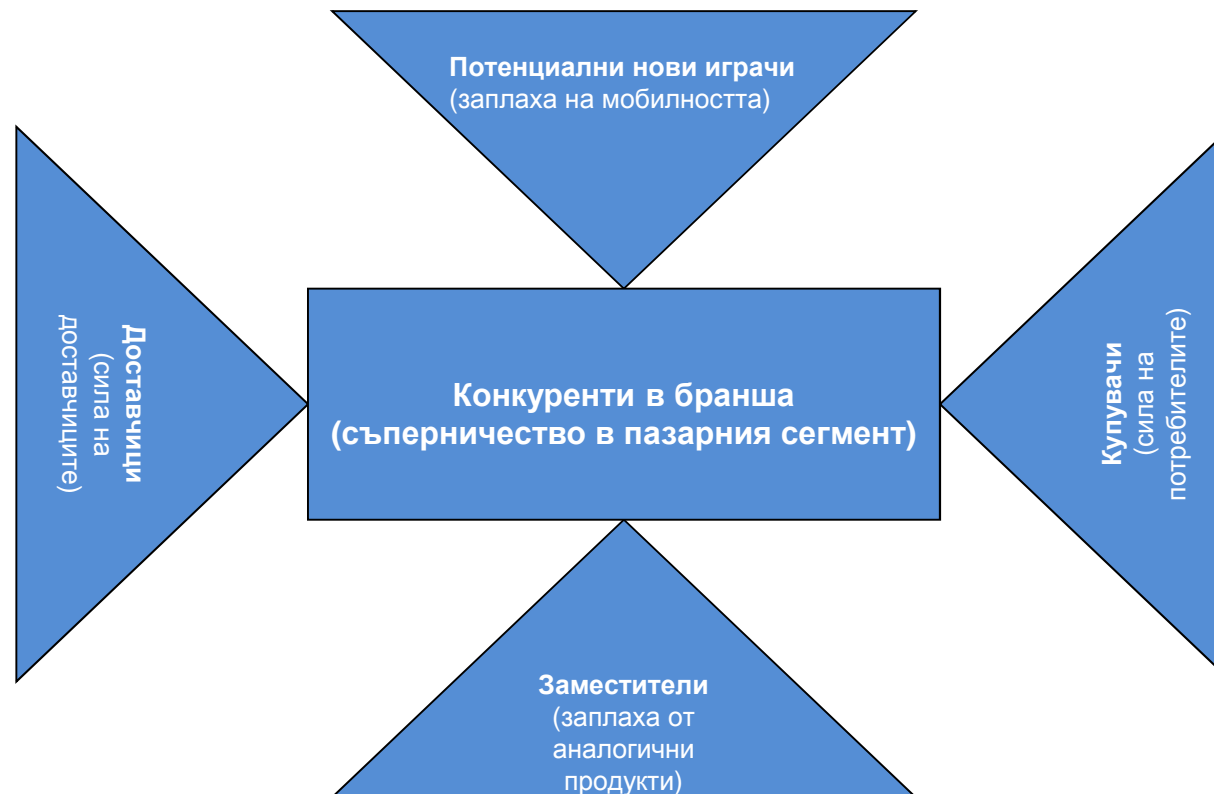 Потенциални нови играчи
(заплаха на мобилността)
Доставчици
(сила на
доставчиците)
Конкуренти в бранша
(съперничество в пазарния сегмент)
Купувачи
(сила на
потребителите)
Заместители
(заплаха от
аналогични
продукти)